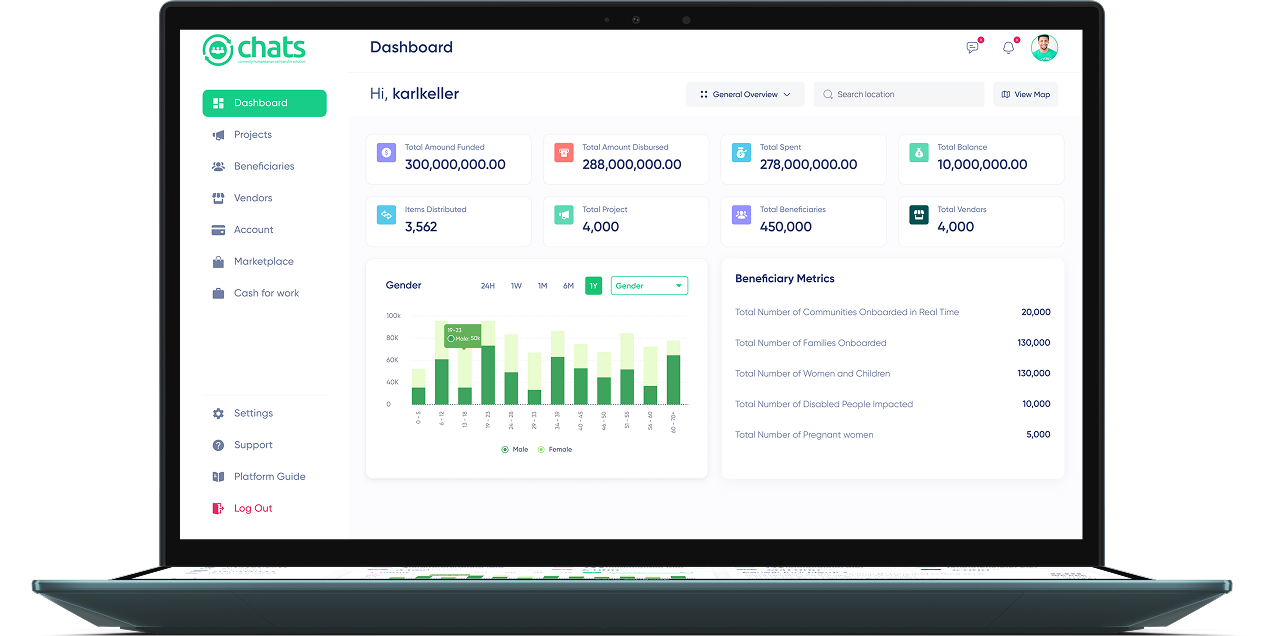 chats
Dashboard
Hi, karlkeller
General Overview
Search location
View Map
Dashboard
Projects
Beneficiaries
Vendors
Account
Marketplace
Cash for work
Settings
Support
Platform Guide
Log Out
Total Amound Funded
300,000,000.00
Total Amount Disbursed
288,000,000.00
Total Spent
278,000,000.00
Total Balance
10,000,000.00
Items Distributed
3,562
Total Project
4,000
Total Beneficiaries
450,000
Total Vendors
4,000
Gender
24H 1W 1M 6M 1Y
Gender
100k
80K
60K
40K
0
19-23
Male: 50k
0 - 5
6 - 12
13 - 18
19 - 23
24 - 28
29 - 33
34 - 39
40 - 45
46 - 50
51 - 55
56 - 60
60 - 70+
Male Female
Beneficiary Metrics
Total Number of Communities Onboarded in Real Time 20,000
Total Number of Families Onboarded 130,000
Total Number of Women and Children 130,000
Total Number of Disabled People Impacted 10,000
Total Number of Pregnant women 5,000